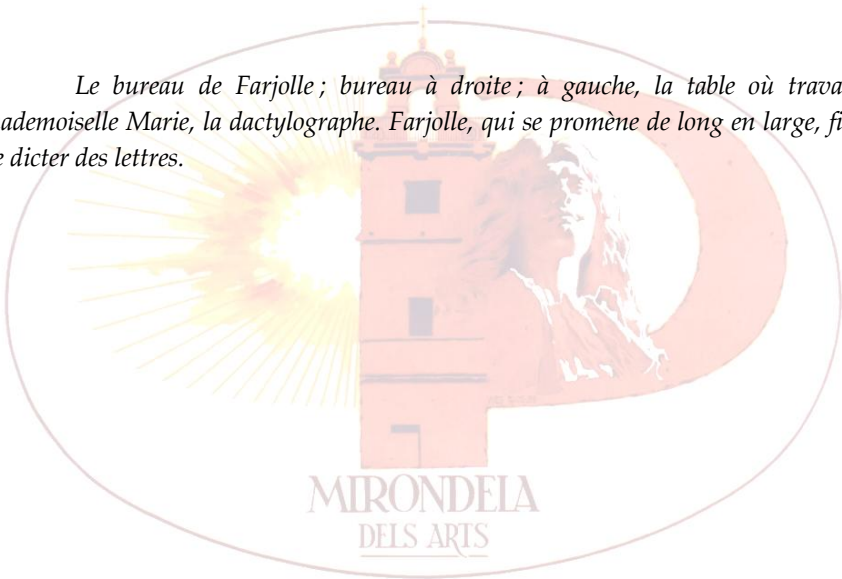 Le bureau de Farjolle ; bureau à droite ; à gauche, la table où trava
ademoiselle Marie, la dactylographe. Farjolle, qui se promène de long en large, fi
e dicter des lettres.
MIRONDELA
DELS ARTS